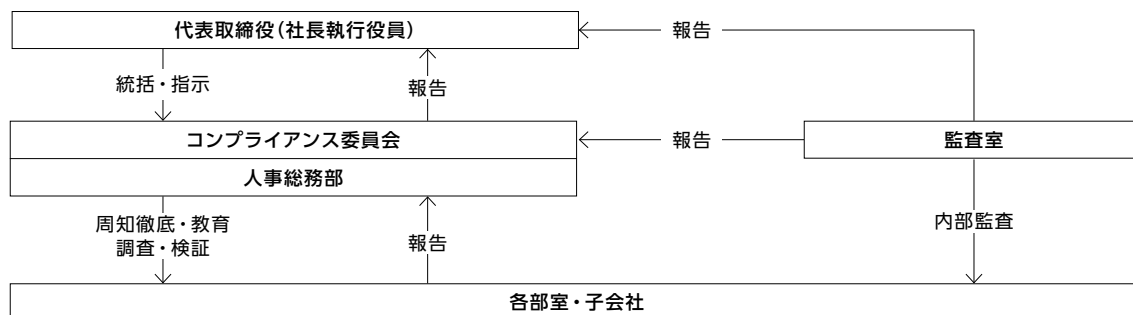 代表取締役（社長執行役員）
報告
統括・指示
報告
コンプライアンス委員会
報告
監査室
人事総務部
周知徹底・教育
調査・検証
報告
内部監査
各部室・子会社